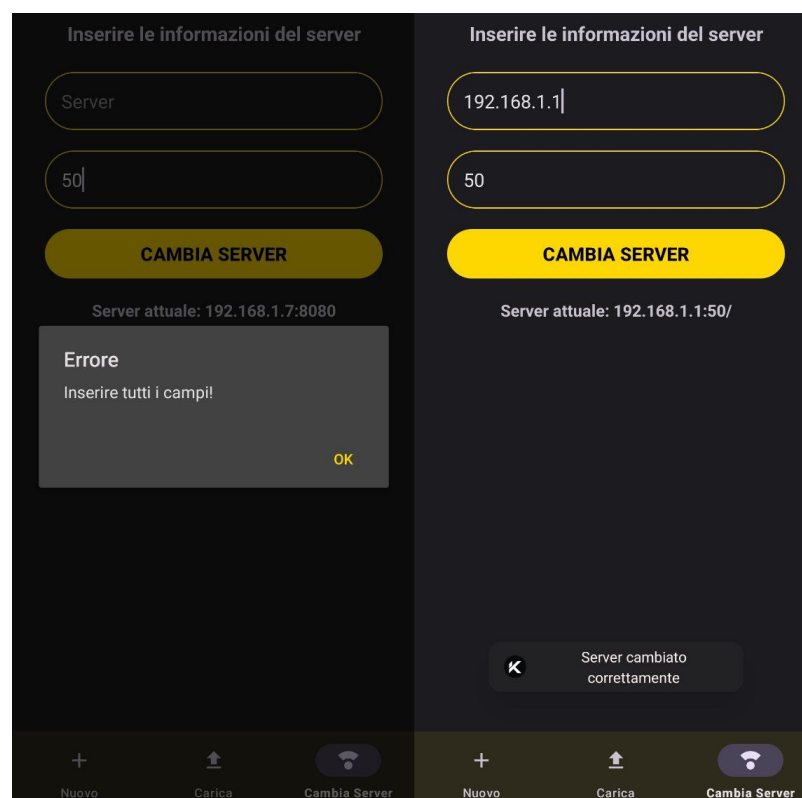 Inserire le informazioni del server
Server
50
CAMBIA SERVER
Server attuale: 192.168.1.7:8080
Errore
Inserire tutti i campi!
OK
Nuovo
Carica
Cambia Server
Inserire le informazioni del server
192.168.1.1
50
CAMBIA SERVER
Server attuale: 192.168.1.1:50/
Server cambiato
correttamente
Nuovo
Carica
Cambia Server